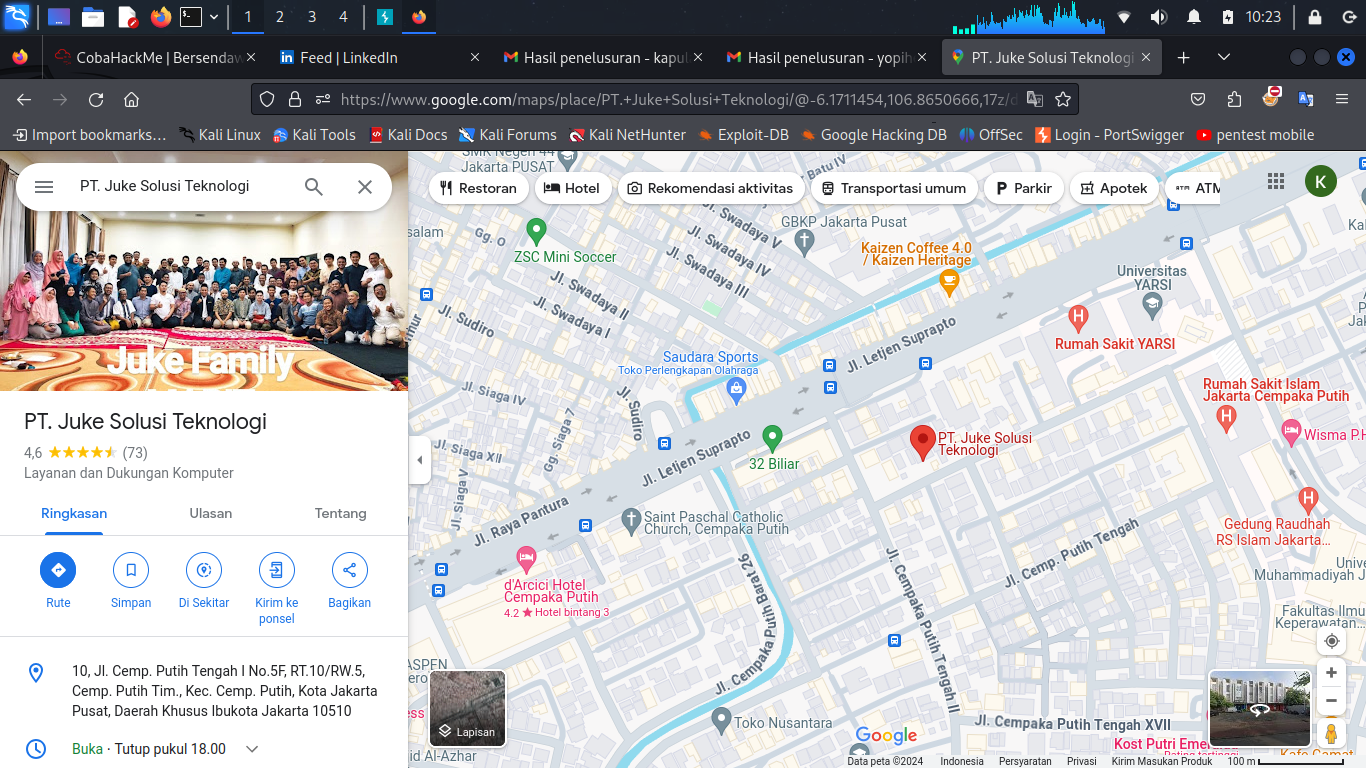 1 2 3 4
10:23
CobaHackMe | Bersendaw
Feed | LinkedIn
Hasil penelusuran - kapul
Hasil penelusuran - yopih
PT. Juke Solusi Teknologi
https://www.google.com/maps/place/PT.+Juke+Solusi+Teknologi/@-6.1711454,106.8650666,17z/d
Import bookmarks...
Kali Linux
Kali Tools
Kali Docs
Kali Forums
Kali NetHunter
Exploit-DB
Google Hacking DB
OffSec
Login - PortSwigger
pentest mobile
PT. Juke Solusi Teknologi
Restoran
Hotel
Rekomendasi aktivitas
Transportasi umum
Parkir
Apotek
ATM
K
Juke Family
PT. Juke Solusi Teknologi
4,6 (73)
Layanan dan Dukungan Komputer
Ringkasan
Ulasan
Tentang
Rute
Simpan
Di Sekitar
Kirim ke
ponsel
Bagikan
10, Jl. Cemp. Putih Tengah I No.5F, RT.10/RW.5,
Cemp. Putih Tim., Kec. Cemp. Putih, Kota Jakarta
Pusat, Daerah Khusus Ibukota Jakarta 10510
Buka · Tutup pukul 18.00
SMK Negeri 44
Jakarta PUSAT
Batu IV
salam
Gg. O
ZSC Mini Soccer
Jl. Swadaya V
Jl. Swadaya IV
Jl. Swadaya III
Jl. Swadaya II
Jl. Swadaya I
GBKP Jakarta Pusat
Kaizen Coffee 4.0
/ Kaizen Heritage
Universitas
YARSI
Jl. Sudiro
Rumah Sakit YARSI
Jl. Letjen Suprapto
Saudara Sports
Toko Perlengkapan Olahraga
Jl. Siaga IV
Jl. Sudiro
Gg. Siaga 7
Rumah Sakit Islam
Jakarta Cempaka Putih
Wisma P.H
Jl. Siaga XII
Jl. Siaga V
Jl. Letjen Suprapto
32 Biliar
PT. Juke Solusi
Teknologi
Jl. Raya Pantura
Saint Paschal Catholic
Church, Cempaka Putih
Gedung Raudhah
RS Islam Jakarta...
Jl. Cemp. Putih Tengah
d'Arcici Hotel
Cempaka Putih
4.2 Hotel bintang 3
Jl. Cempaka Putih Barat 26
Jl. Cempaka Putih Tengah II
Unive
Muhammadiyah J
Fakultas Ilmu
Keperawatan...
ASPFN
Jl. Cempaka
Lapisan
Toko Nusantara
Jl. Cempaka Putih Tengah XVII
Kost Putri Emerald
id Al-Azhar
Google
Data peta ©2024
Indonesia
Persyaratan
Privasi
Kirim Masukan Produk
100 m